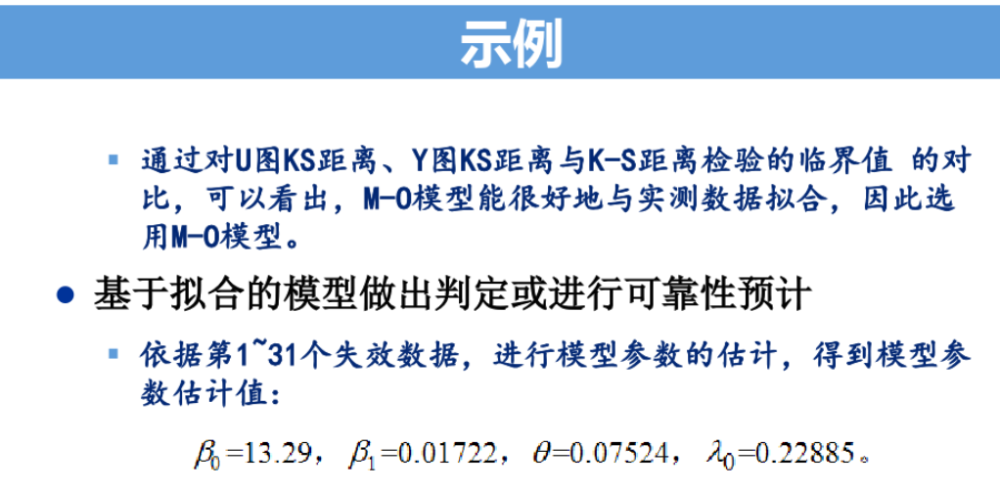 示例
通过对U图KS距离、Y图KS距离与K-S距离检验的临界值 的对
比，可以看出，M-O模型能很好地与实测数据拟合，因此选
用M-O模型。
基于拟合的模型做出判定或进行可靠性预计
依据第1~31个失效数据，进行模型参数的估计，得到模型参
数估计值：
β₀=13.29， β₁=0.01722， θ=0.07524， λ₀=0.22885。